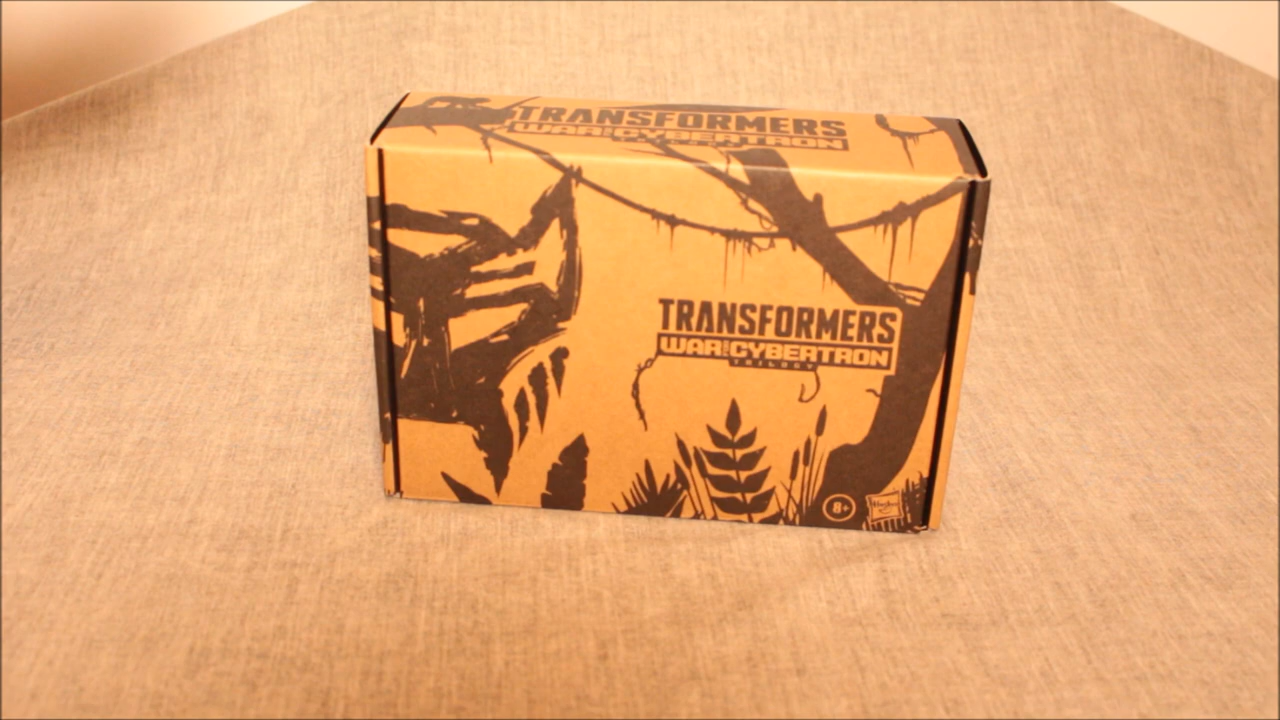 TRANSFORMERS
WAR FOR CYBERTRON
TRANSFORMERS
WAR FOR CYBERTRON
TRILOGY
8+
Hasbro